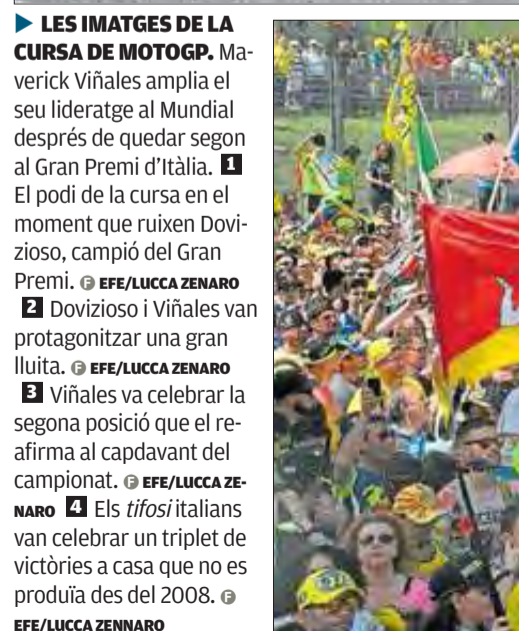 ▶ LES IMATGES DE LA
CURSA DE MOTOGP. Ma-
verick Viñales amplia el
seu lideratge al Mundial
després de quedar segon
al Gran Premi d'Itàlia. 1
El podi de la cursa en el
moment que ruixen Dovi-
zioso, campió del Gran
Premi. F EFE/LUCCA ZENARO
2 Dovizioso i Viñales van
protagonitzar una gran
lluita. F EFE/LUCCA ZENARO
3 Viñales va celebrar la
segona posició que el re-
afirma al capdavant del
campionat. F EFE/LUCCA ZE-
NARO 4 Els tifosi italians
van celebrar un triplet de
victòries a casa que no es
produïa des del 2008. F
EFE/LUCCA ZENNARO